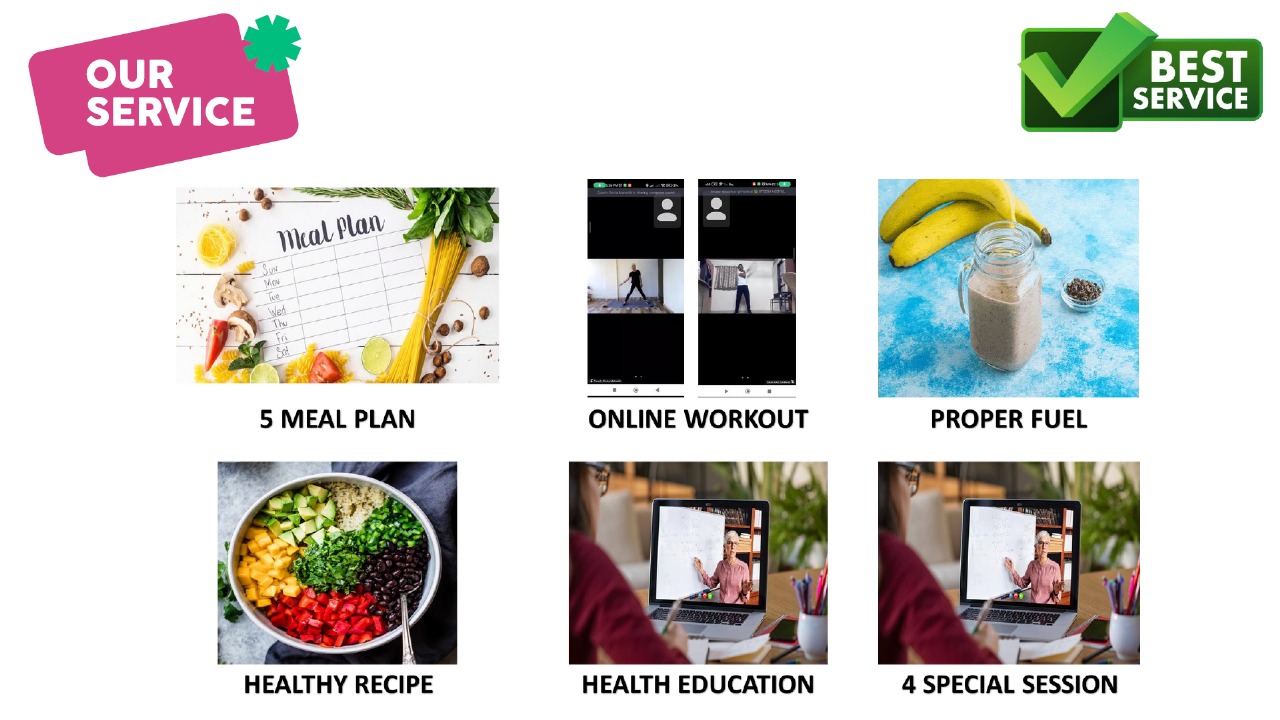 OUR
SERVICE
BEST
SERVICE
Meal Plan
Sun
Mon
Tue
Wed
Thu
Fri
Sat
5 MEAL PLAN
ONLINE WORKOUT
PROPER FUEL
HEALTHY RECIPE
HEALTH EDUCATION
4 SPECIAL SESSION